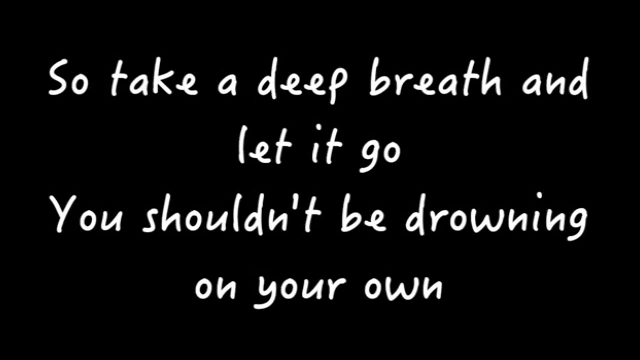 So take a deep breath and
let it go
You shouldn't be drowning
on your own